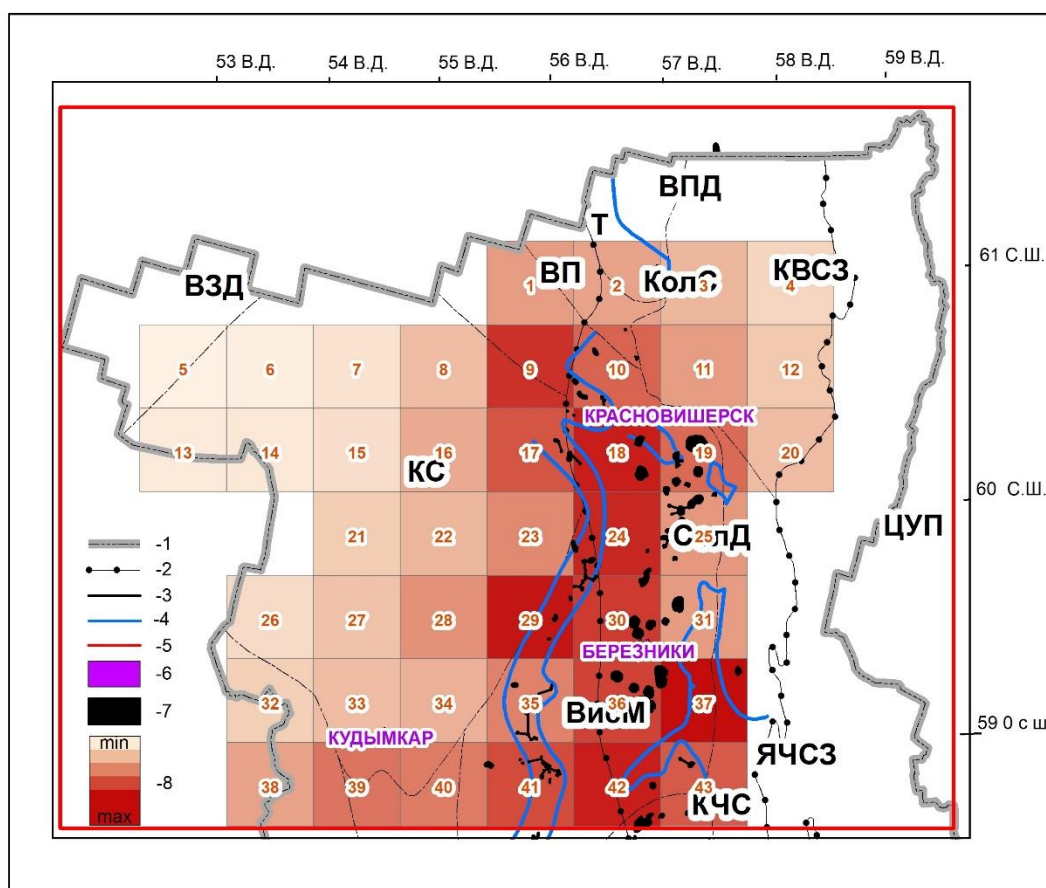 53 В.Д. 54 В.Д. 55 В.Д. 56 В.Д. 57 В.Д. 58 В.Д. 59 В.Д.
ВПД
Т
61 С.Ш.
ВЗД ВП КолС КВСЗ
1 2 3 4
5 6 7 8 9 10 11 12
КРАСНОВИШЕРСК
13 14 15 16 17 18 19 20
КС
60 С.Ш.
ЦУП
21 22 23 24 СолД 25
-1
-2
-3
-4
-5
-6
-7
26 27 28 29 30 31
БЕРЕЗНИКИ
32 33 34 35 36 37
ВисМ
КУДЫМКАР
59 0 с ш
ЯЧСЗ
min
-8
max
38 39 40 41 42 43
КЧС